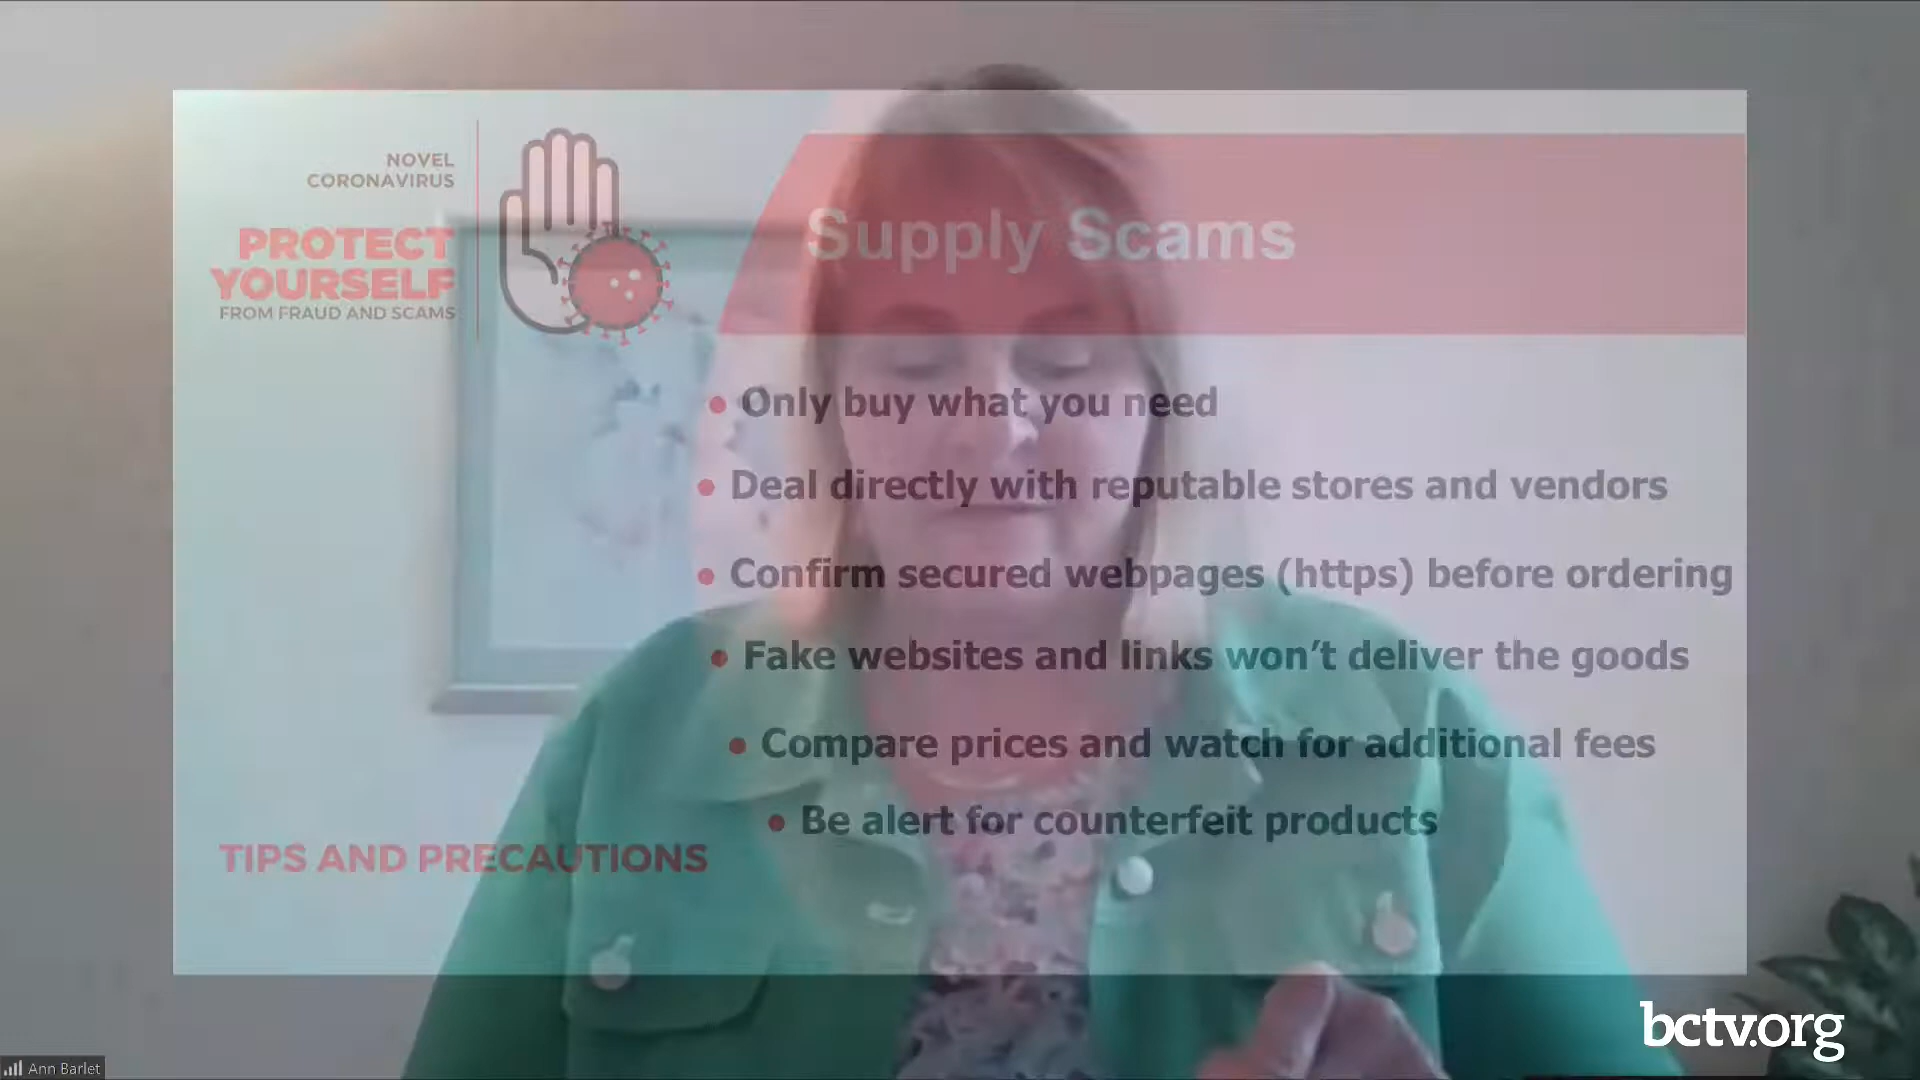 NOVEL
CORONAVIRUS
PROTECT
YOURSELF
FROM FRAUD AND SCAMS
Supply Scams
• Only buy what you need
• Deal directly with reputable stores and vendors
• Confirm secured webpages (https) before ordering
• Fake websites and links won’t deliver the goods
• Compare prices and watch for additional fees
• Be alert for counterfeit products
TIPS AND PRECAUTIONS
bctv.org
Ann Barlet